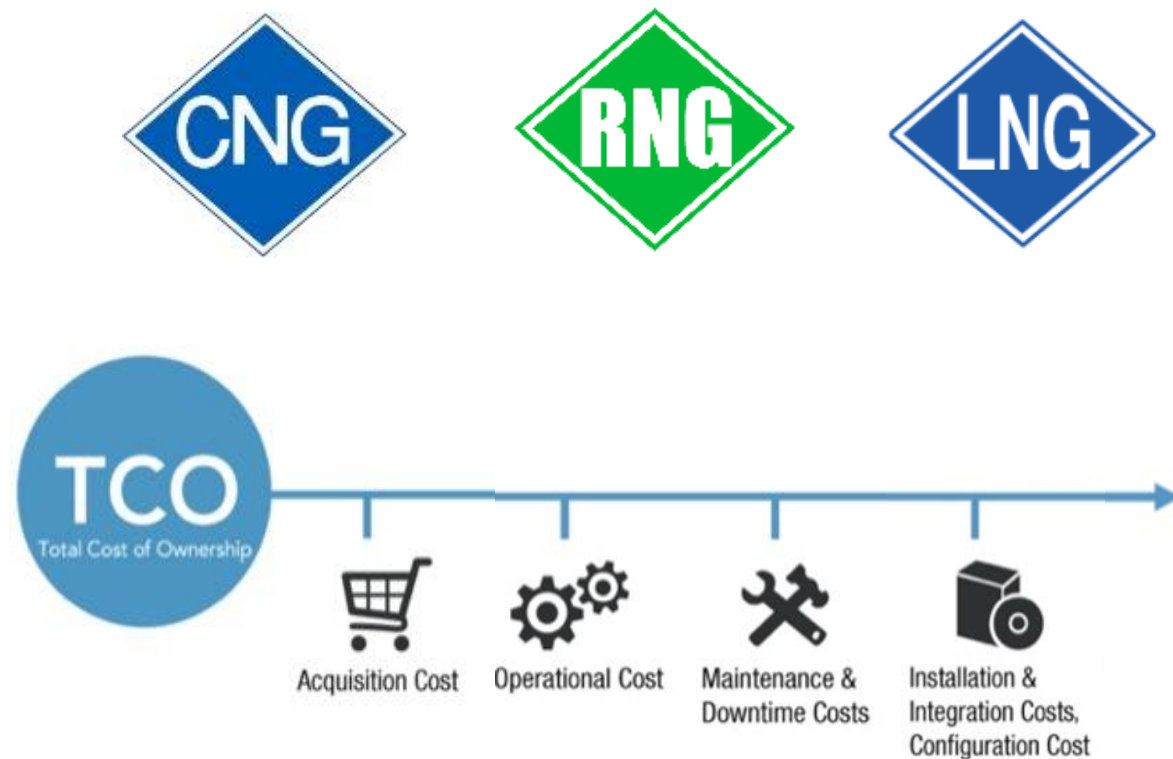 CNG
RNG
LNG
TCO
Total Cost of Ownership
Acquisition Cost
Operational Cost
Maintenance &
Downtime Costs
Installation &
Integration Costs,
Configuration Cost